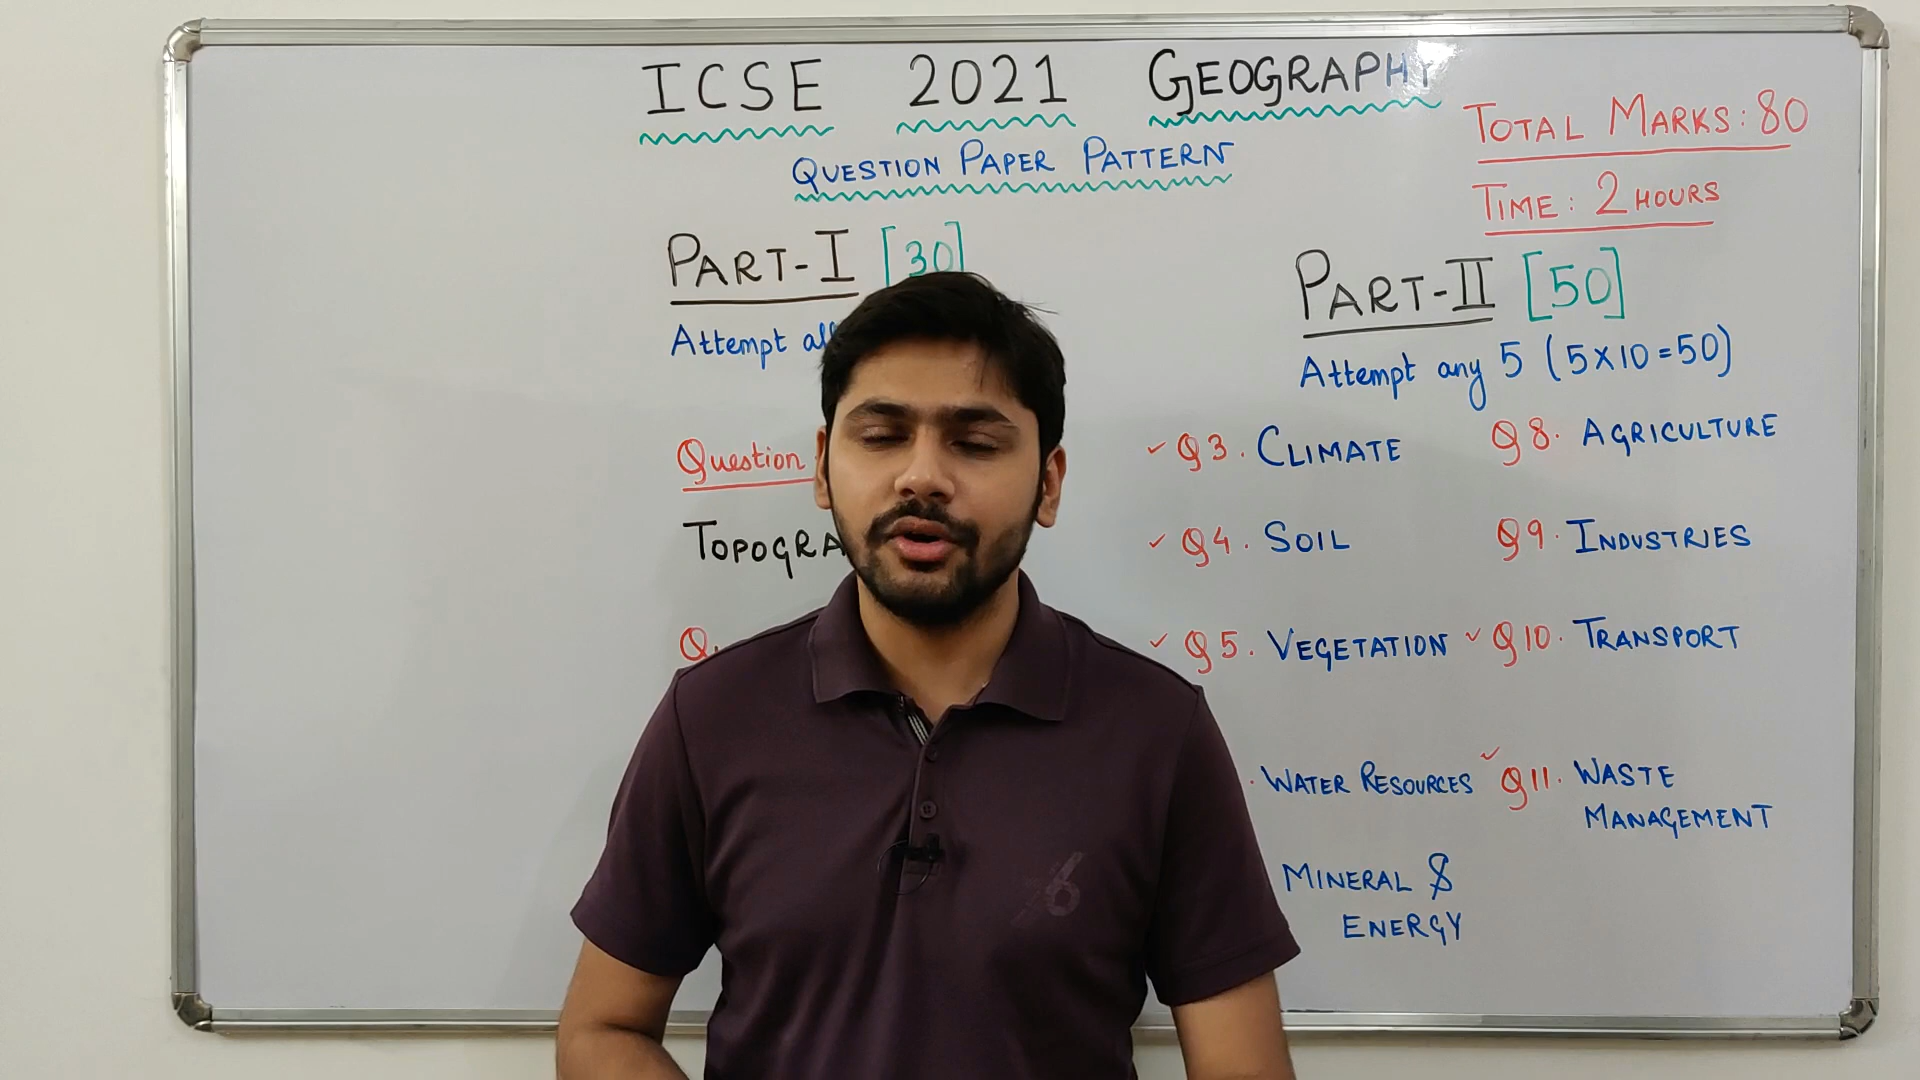 ICSE 2021 GEOGRAPHY
QUESTION PAPER PATTERN
TOTAL MARKS: 80
TIME: 2 HOURS
PART-I [30]
Attempt
Question
PART-II [50]
Attempt any 5 (5X10=50)
Q3. CLIMATE
Q4. SOIL
Q5. VEGETATION
WATER RESOURCES
MINERAL &
ENERGY
Q8. AGRICULTURE
Q9. INDUSTRIES
Q10. TRANSPORT
Q11. WASTE
MANAGEMENT